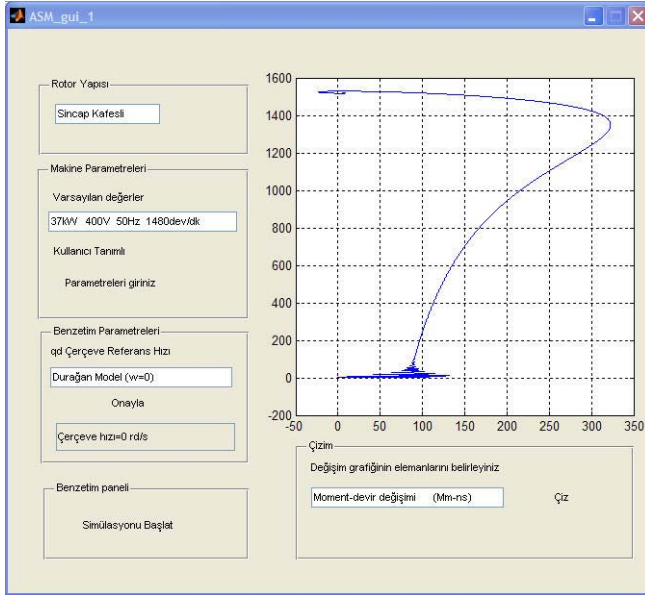 ASM_gui_1
Rotor Yapısı
Sincap Kafesli
Makine Parametreleri
Varsayılan değerler
37kW 400V 50Hz 1480dev/dk
Kullanıcı Tanımlı
Parametreleri giriniz
Benzetim Parametreleri
qd Çerçeve Referans Hızı
Durağan Model (w=0)
Onayla
Çerçeve hızı=0 rd/s
Benzetim paneli
Simülasyonu Başlat
1600
1400
1200
1000
800
600
400
200
0
-200
-50 0 50 100 150 200 250 300 350
Çizim
Değişim grafiğinin elemanlarını belirleyiniz
Moment-devir değişimi (Mm-ns)
Çiz